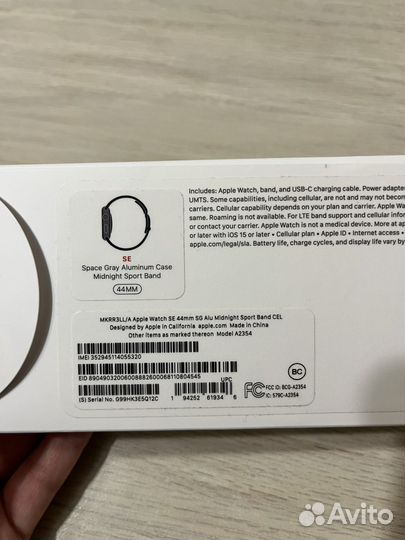 Includes: Apple Watch, band, and USB-C charging cable. Power adapte
UMTS. Some capabilities, including cellular, are not and may not becom
carriers. Cellular capability depends on your plan and carrier. Apple Wa
same. Roaming is not available. For LTE band support and cellular infor
or contact your carrier. Apple Watch is not a medical device. More at a
or later with iOS 15 or later • Cellular plan • Apple ID • Internet access •
apple.com/legal/sla. Battery life, charge cycles, and display life vary by
SE
Space Gray Aluminum Case
Midnight Sport Band
44MM
MKRR3LL/A Apple Watch SE 44mm SG Alu Midnight Sport Band CEL
Designed by Apple in California apple.com Made in China
Other items as marked thereon Model A2354
IMEI 352945114055320
EID 89049032006008882600068110804545
UPC
(S) Serial No. G99HK3E5Q12C
1 94252 61934 6
FC
FCC ID: BCG-A2354
IC: 579C-A2354
BC
Avito